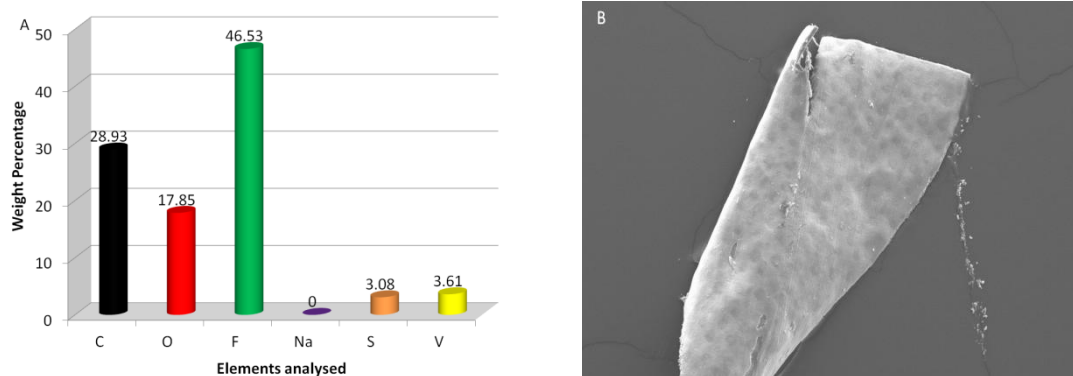 A
50
40
30
20
10
0
Weight Percentage
28.93
17.85
46.53
0
3.08
3.61
C O F Na S V
Elements analysed
B